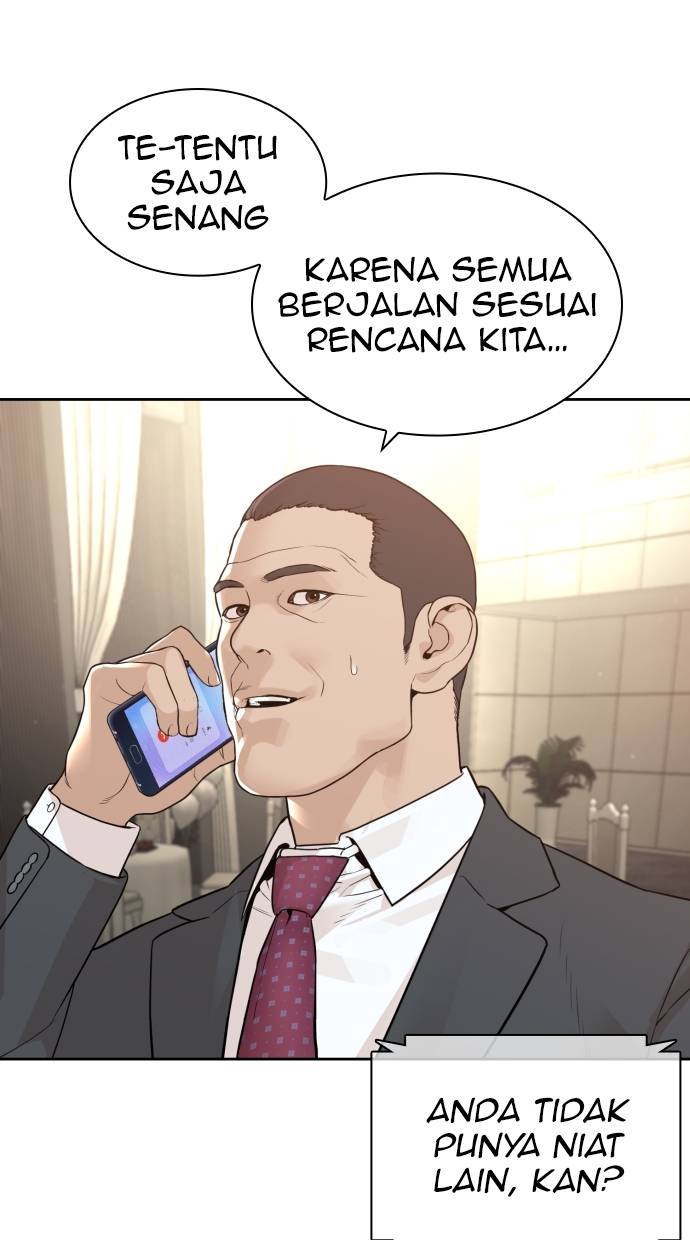 TE-TENTU
SAJA
SENANG
KARENA SEMUA
BERJALAN SESUAI
RENCANA KITA...
ANDA TIDAK
PUNYA NIAT
LAIN, KAN?